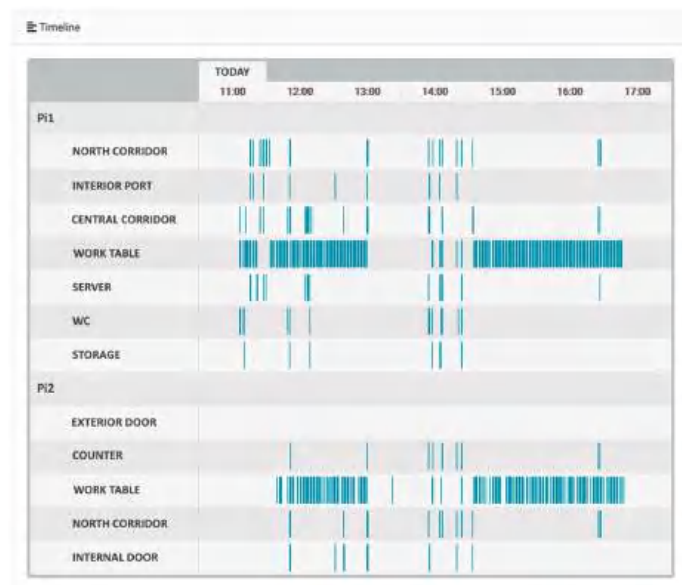 Timeline
TODAY
11:00 12:00 13:00 14:00 15:00 16:00 17:00
Pi1
NORTH CORRIDOR
INTERIOR PORT
CENTRAL CORRIDOR
WORK TABLE
SERVER
WC
STORAGE
Pi2
EXTERIOR DOOR
COUNTER
WORK TABLE
NORTH CORRIDOR
INTERNAL DOOR